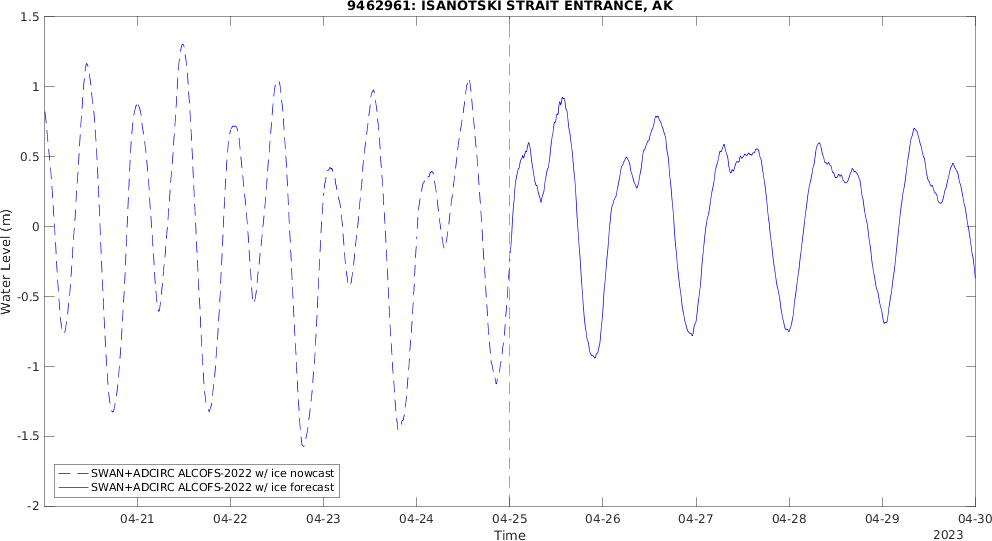 9462961: ISANOTSKI STRAIT ENTRANCE, AK
1.5
1
0.5
0
-0.5
-1
-1.5
-2
Water Level (m)
SWAN+ADCIRC ALCOFS-2022 w/ ice nowcast
SWAN+ADCIRC ALCOFS-2022 w/ ice forecast
04-21 04-22 04-23 04-24 04-25 04-26 04-27 04-28 04-29 04-30
Time
2023